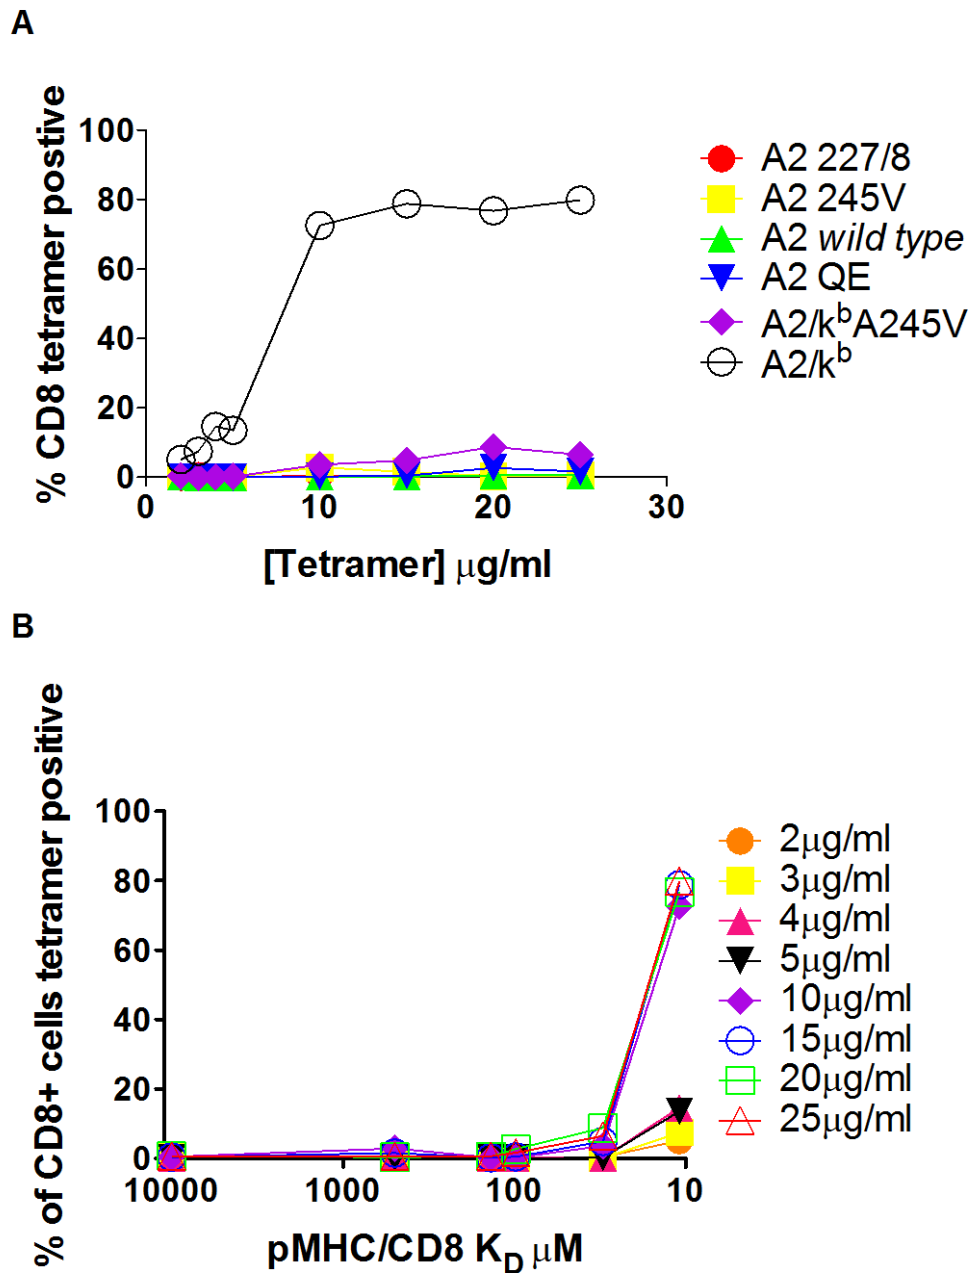 A
% CD8 tetramer postive
100
80
60
40
20
0
0
10
20
30
[Tetramer] μg/ml
A2 227/8
A2 245V
A2 wild type
A2 QE
A2/kᵇA245V
A2/kᵇ
B
% of CD8+ cells tetramer positive
100
80
60
40
20
0
10000
1000
100
10
pMHC/CD8 K_D μM
2μg/ml
3μg/ml
4μg/ml
5μg/ml
10μg/ml
15μg/ml
20μg/ml
25μg/ml